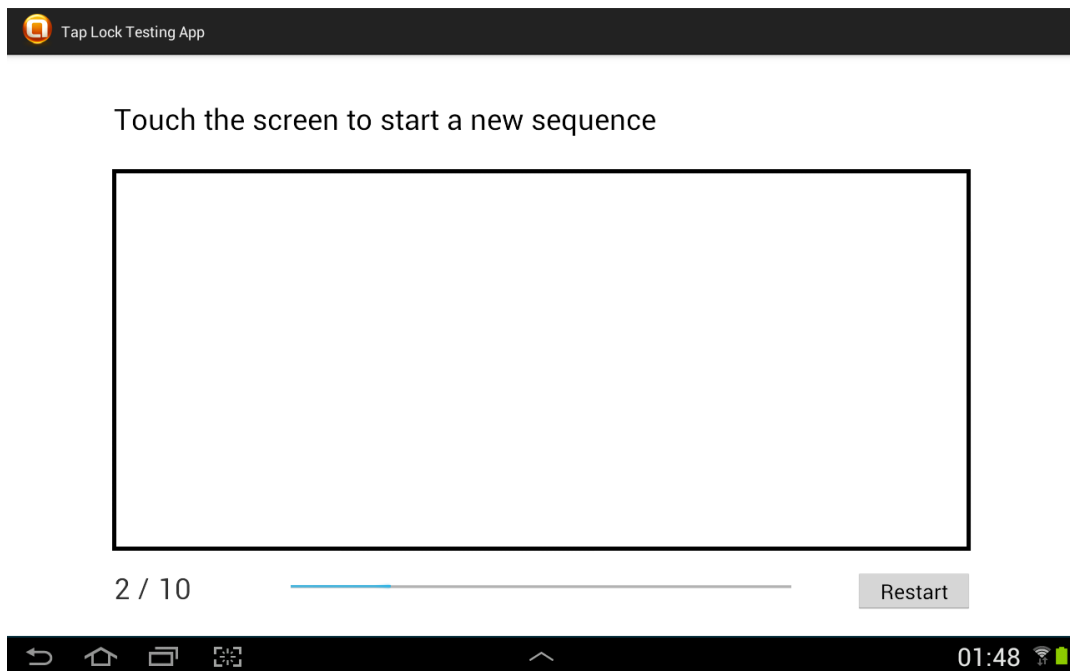 Tap Lock Testing App
Touch the screen to start a new sequence
2 / 10
Restart
01:48